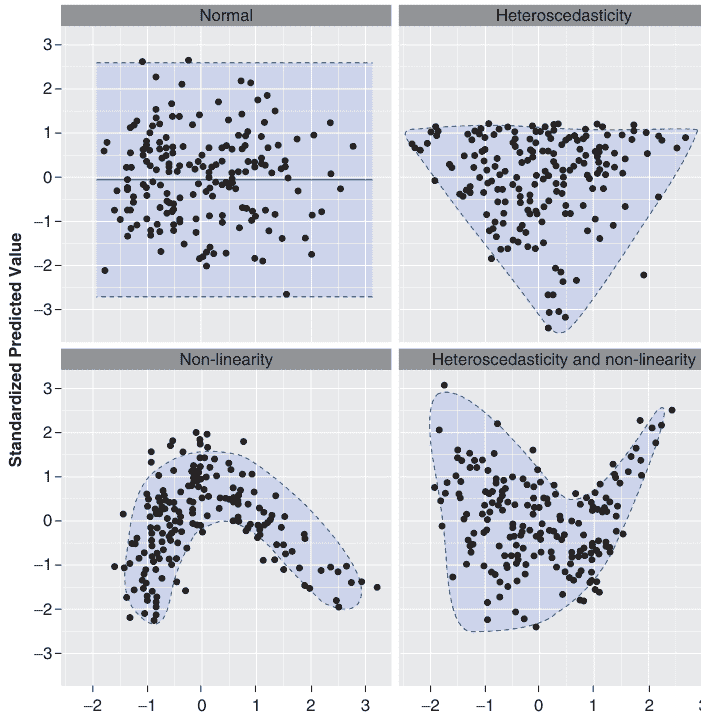 Normal
Heteroscedasticity
3
2
1
0
−1
−2
−3
Standardized Predicted Value
Non-linearity
Heteroscedasticity and non-linearity
3
2
1
0
−1
−2
−3
−2 −1 0 1 2 3
−2 −1 0 1 2